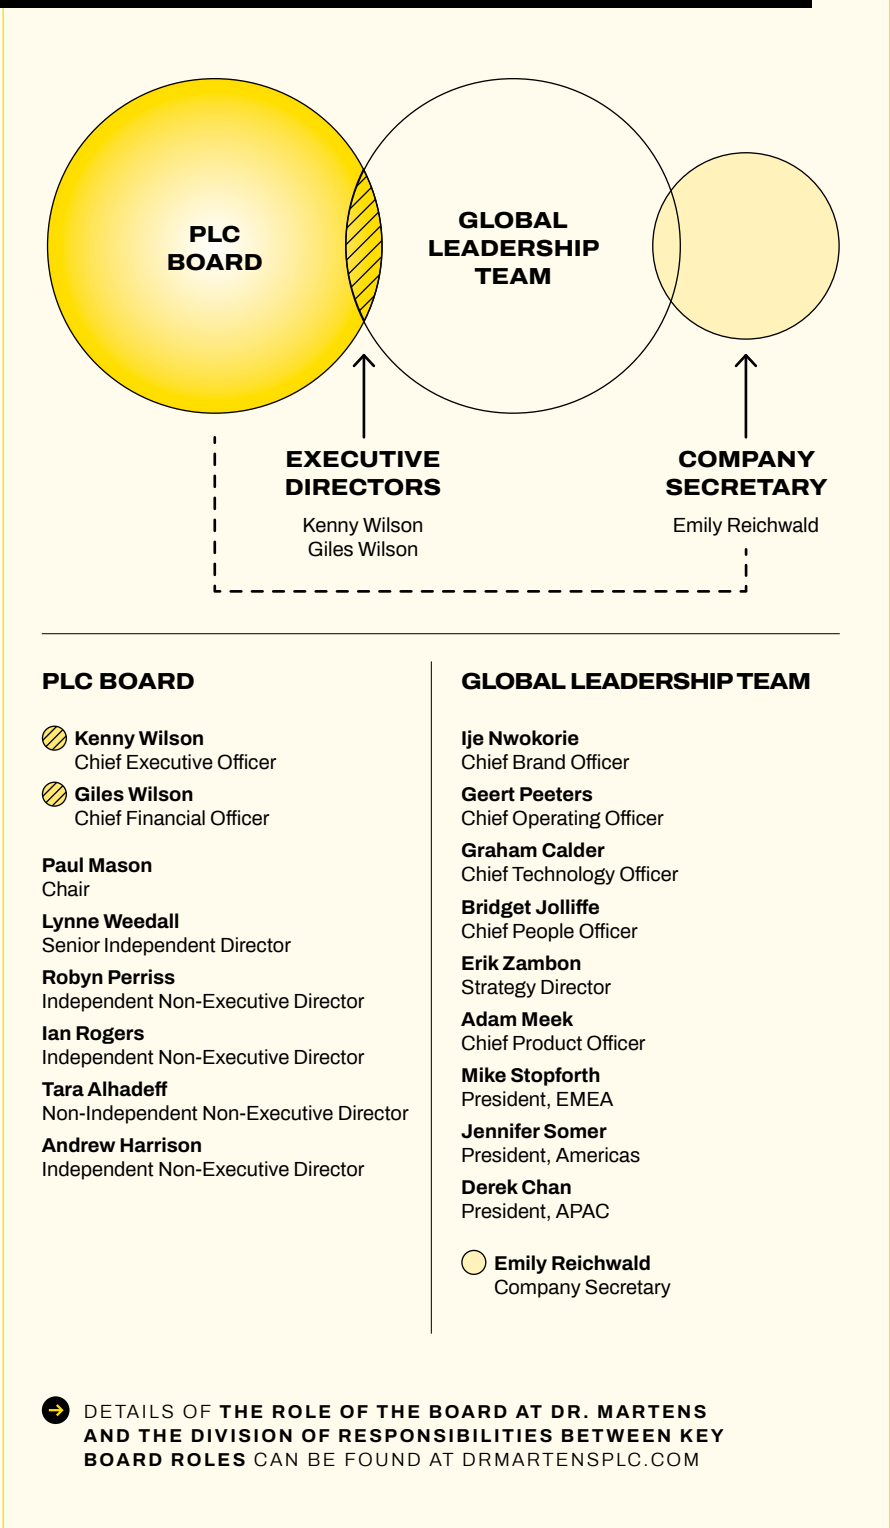 PLC
BOARD
GLOBAL
LEADERSHIP
TEAM
EXECUTIVE
DIRECTORS
Kenny Wilson
Giles Wilson
COMPANY
SECRETARY
Emily Reichwald
PLC BOARD
Kenny Wilson
Chief Executive Officer
Giles Wilson
Chief Financial Officer
Paul Mason
Chair
Lynne Weedall
Senior Independent Director
Robyn Perriss
Independent Non-Executive Director
Ian Rogers
Independent Non-Executive Director
Tara Alhadeff
Non-Independent Non-Executive Director
Andrew Harrison
Independent Non-Executive Director
GLOBAL LEADERSHIP TEAM
Ije Nwokorie
Chief Brand Officer
Geert Peeters
Chief Operating Officer
Graham Calder
Chief Technology Officer
Bridget Jolliffe
Chief People Officer
Erik Zambon
Strategy Director
Adam Meek
Chief Product Officer
Mike Stopforth
President, EMEA
Jennifer Somer
President, Americas
Derek Chan
President, APAC
Emily Reichwald
Company Secretary
DETAILS OF THE ROLE OF THE BOARD AT DR. MARTENS
AND THE DIVISION OF RESPONSIBILITIES BETWEEN KEY
BOARD ROLES CAN BE FOUND AT DRMARTENSPLC.COM